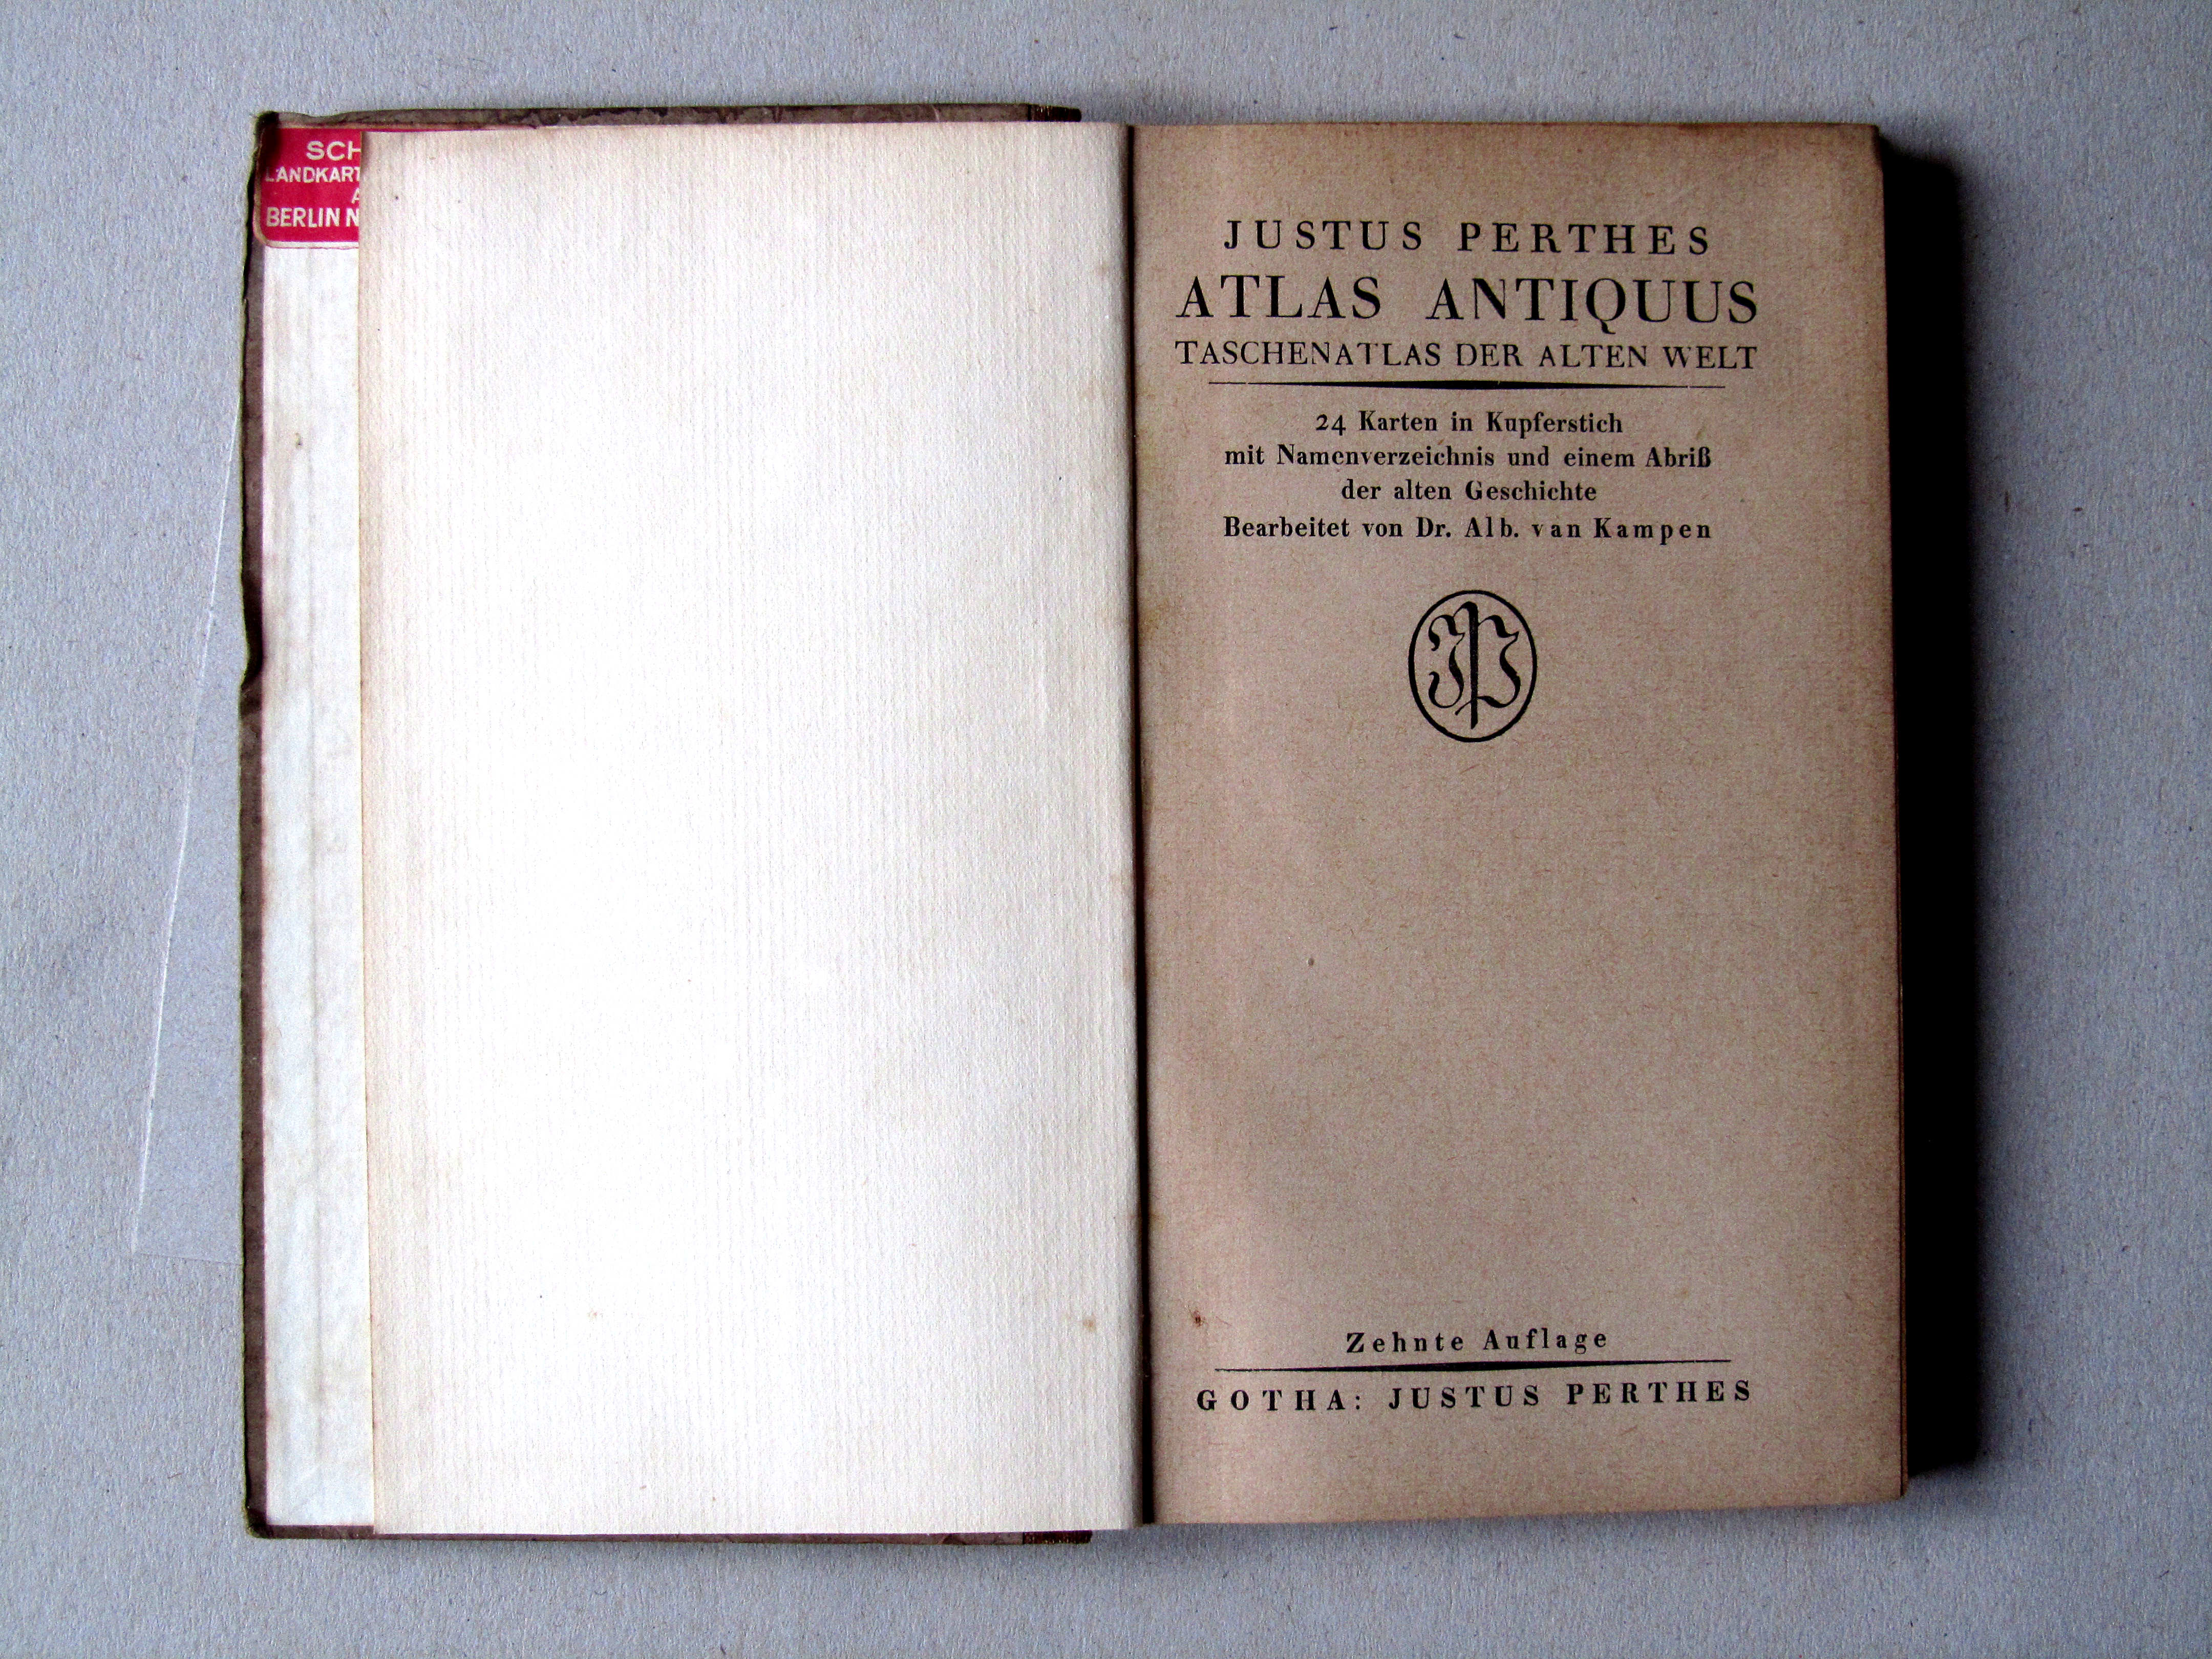 SCH
LANDKART
A
BERLIN N
JUSTUS PERTHES
ATLAS ANTIQUUS
TASCHENATLAS DER ALTEN WELT
24 Karten in Kupferstich
mit Namenverzeichnis und einem Abriß
der alten Geschichte
Bearbeitet von Dr. Alb. van Kampen
JP
Zehnte Auflage
GOTHA: JUSTUS PERTHES